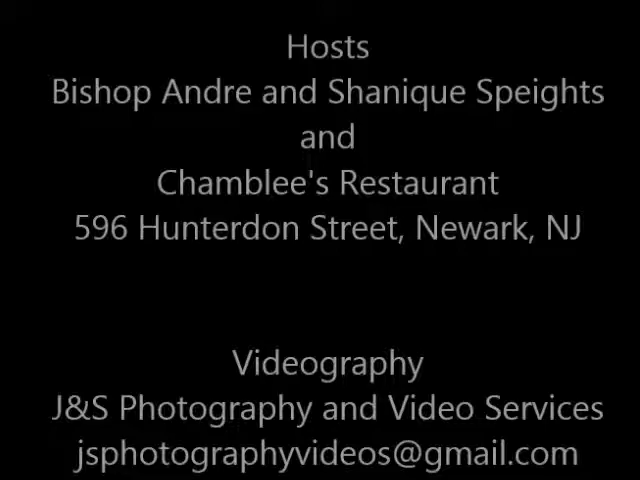 Hosts
Bishop Andre and Shanique Speights
and
Chamblee's Restaurant
596 Hunterdon Street, Newark, NJ
Videography
J&S Photography and Video Services
jsphotographyvideos@gmail.com